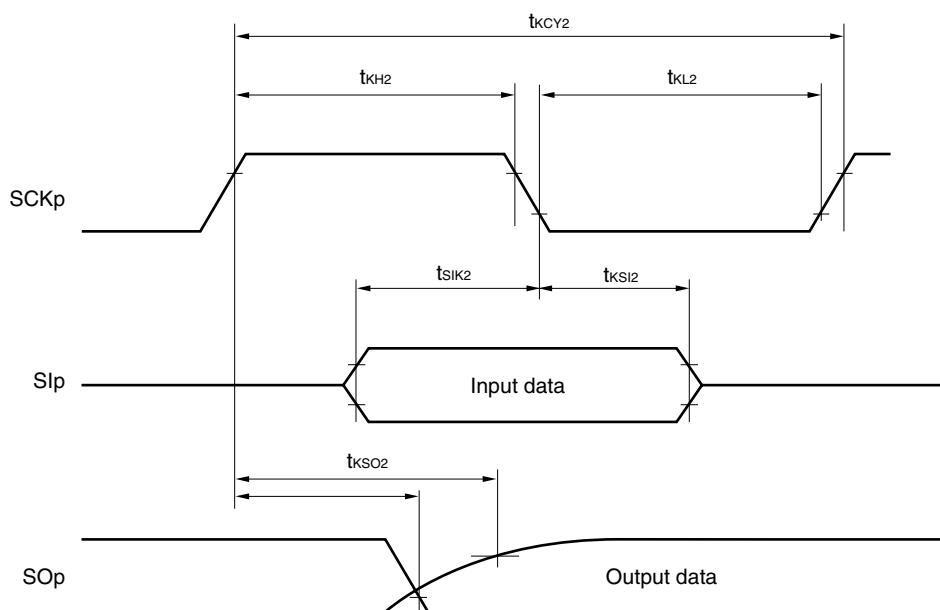 tKCY2
tKH2
tKL2
SCKp
tSIK2
tKSI2
SIp
Input data
tKSO2
SOp
Output data